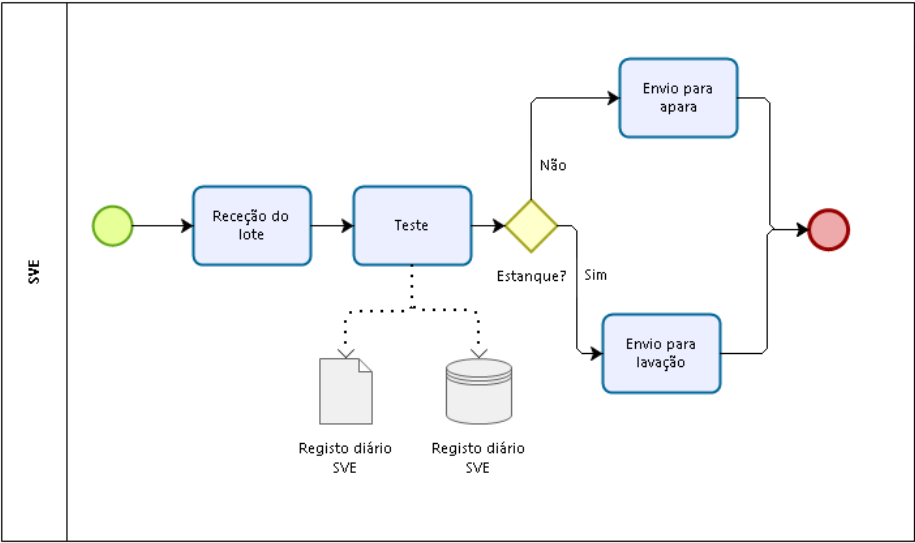 SVE
Receção do
lote
Teste
Estanque?
Não
Sim
Envio para
apara
Envio para
lavação
Registo diário
SVE
Registo diário
SVE